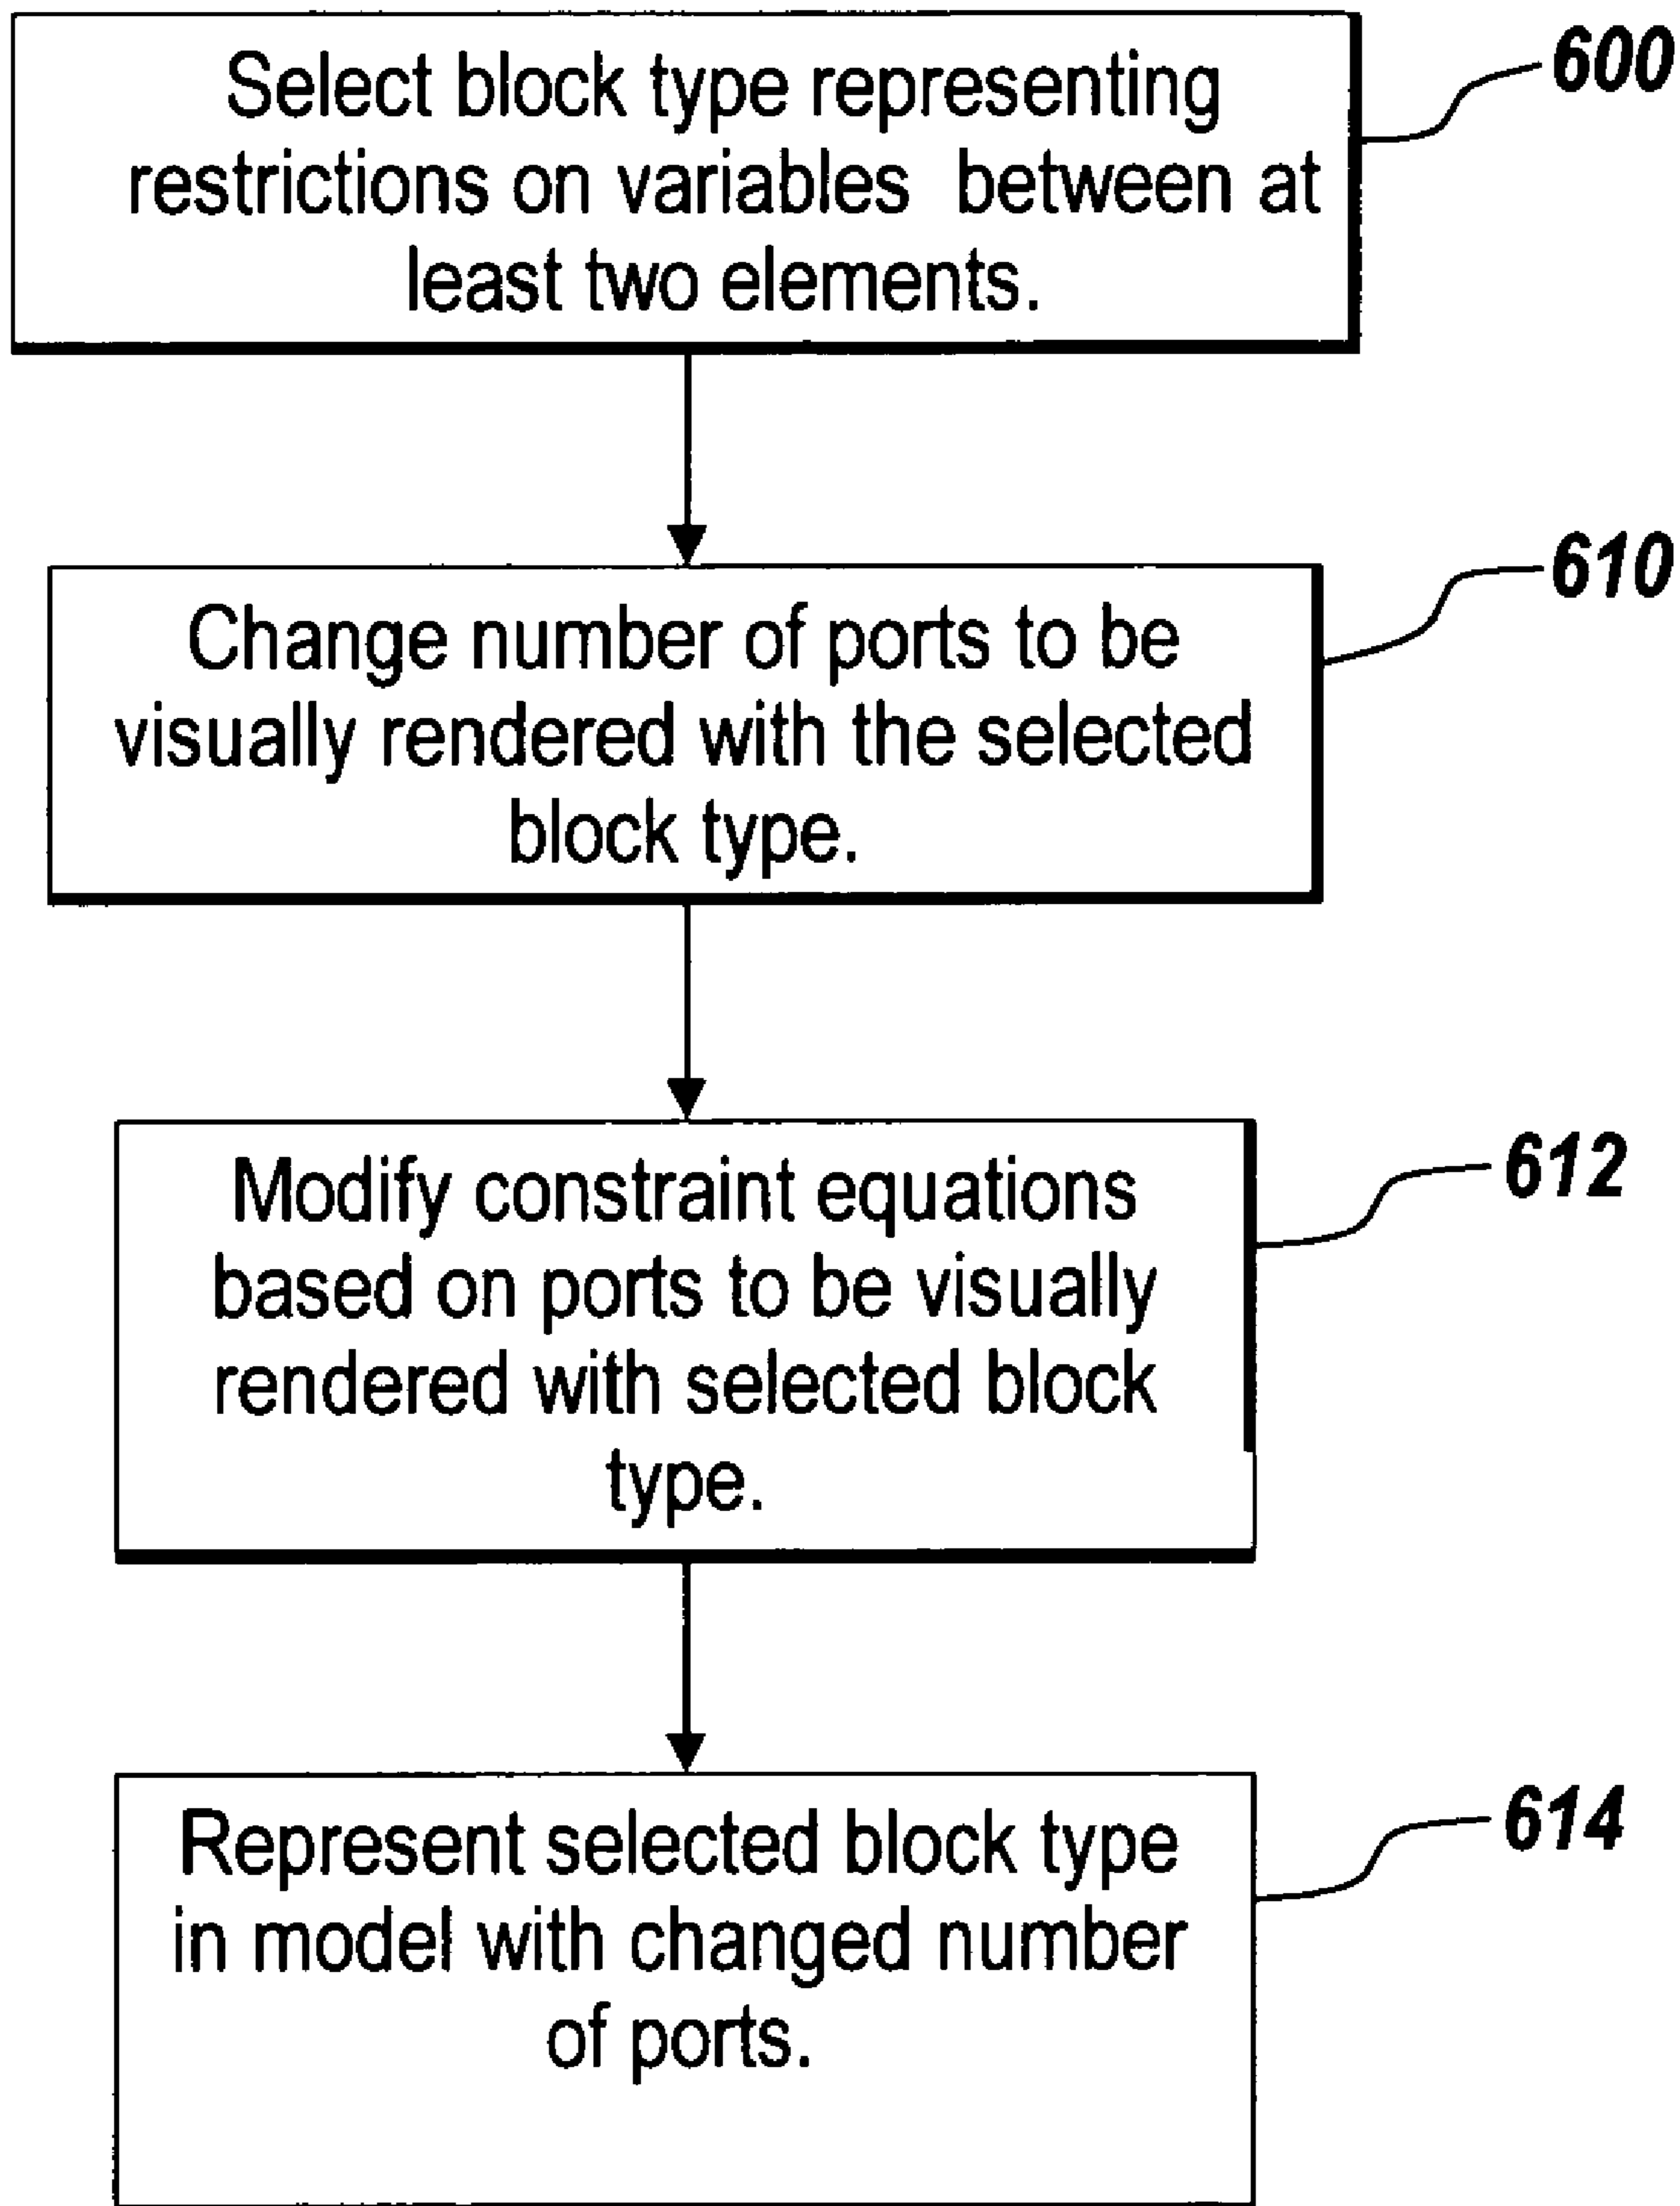 Select block type representing
restrictions on variables between at
least two elements.
600
Change number of ports to be
visually rendered with the selected
block type.
610
Modify constraint equations
based on ports to be visually
rendered with selected block
type.
612
Represent selected block type
in model with changed number
of ports.
614